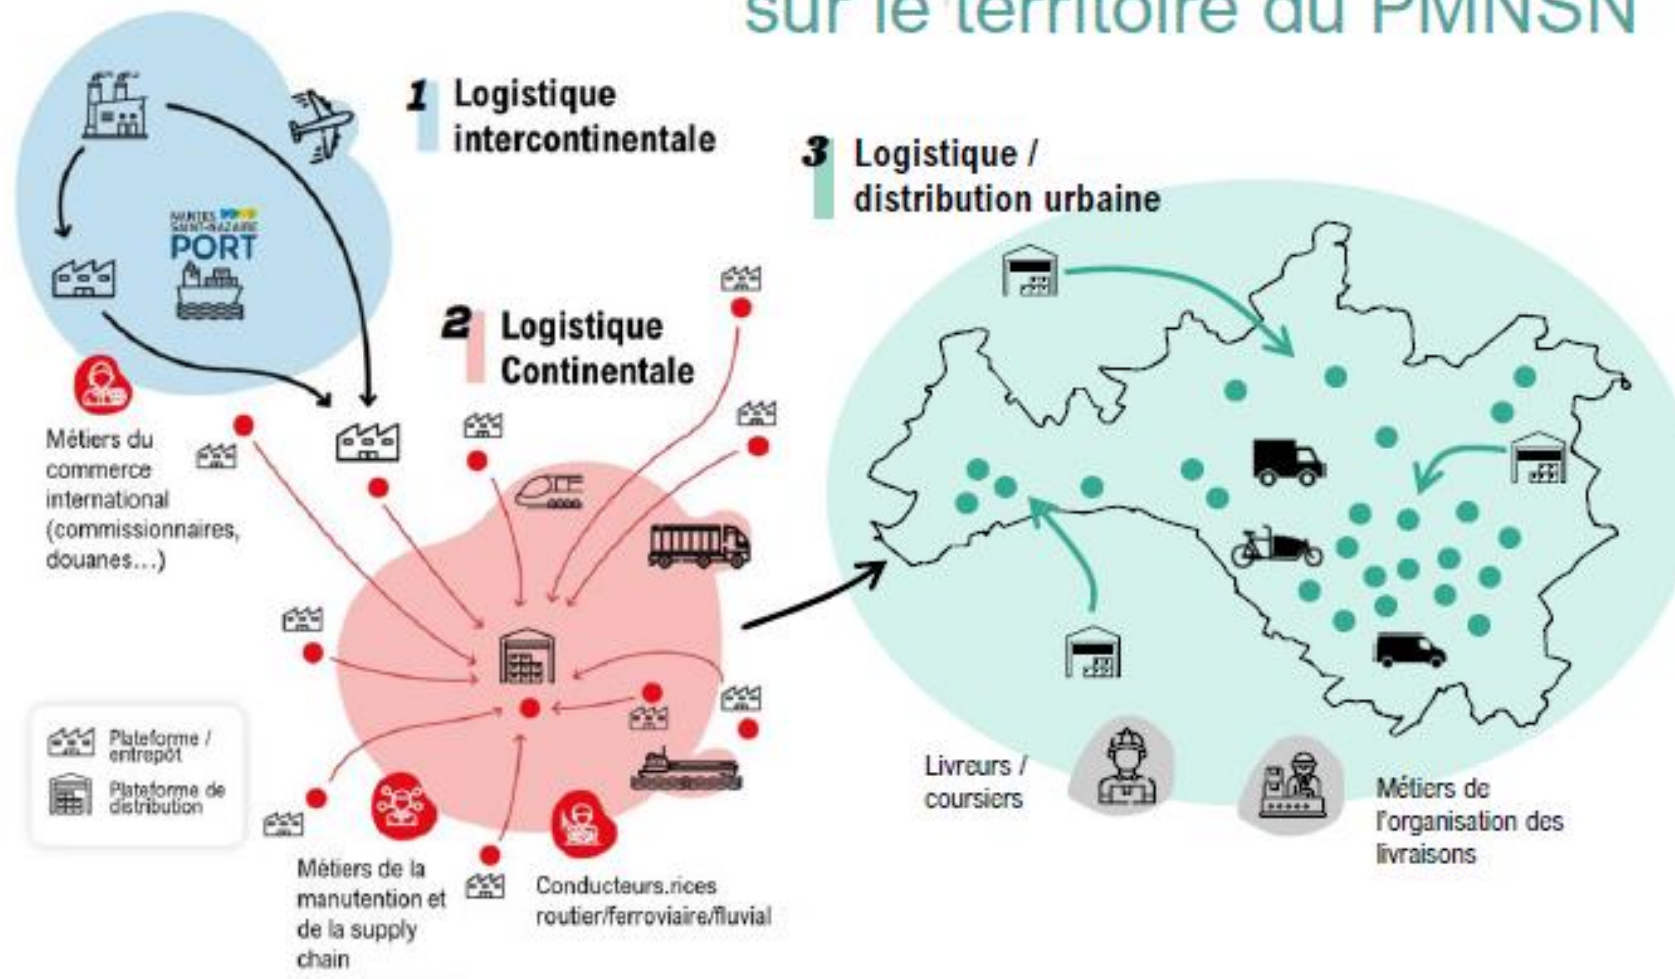 sur le territoire du PMNSN
1 Logistique
intercontinentale
NANTES
SAINT-NAZAIRE
PORT
2 Logistique
Continentale
3 Logistique /
distribution urbaine
Métiers du
commerce
international
(commissionnaires,
douanes...)
Plateforme /
entrepôt
Plateforme de
distribution
Métiers de la
manutention et
de la supply
chain
Conducteurs.rices
routier/ferroviaire/fluvial
Livreurs /
coursiers
Métiers de
l'organisation des
livraisons